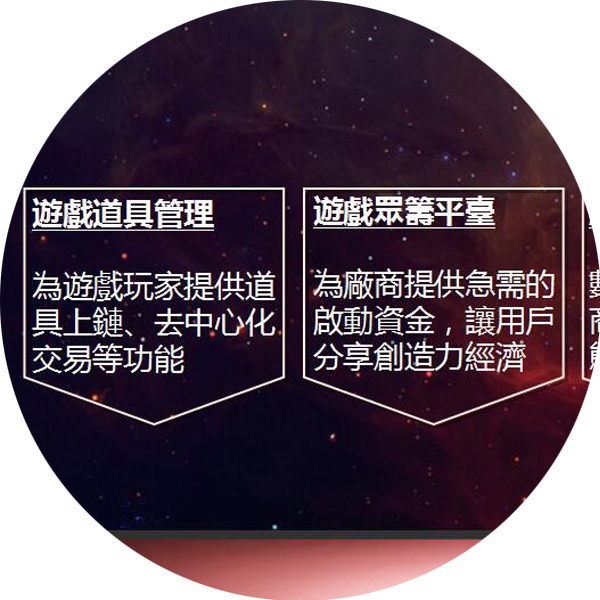 遊戲道具管理
為遊戲玩家提供道
具上鏈、去中心化
交易等功能
遊戲眾籌平臺
為廠商提供急需的
啟動資金，讓用戶
分享創造力經濟